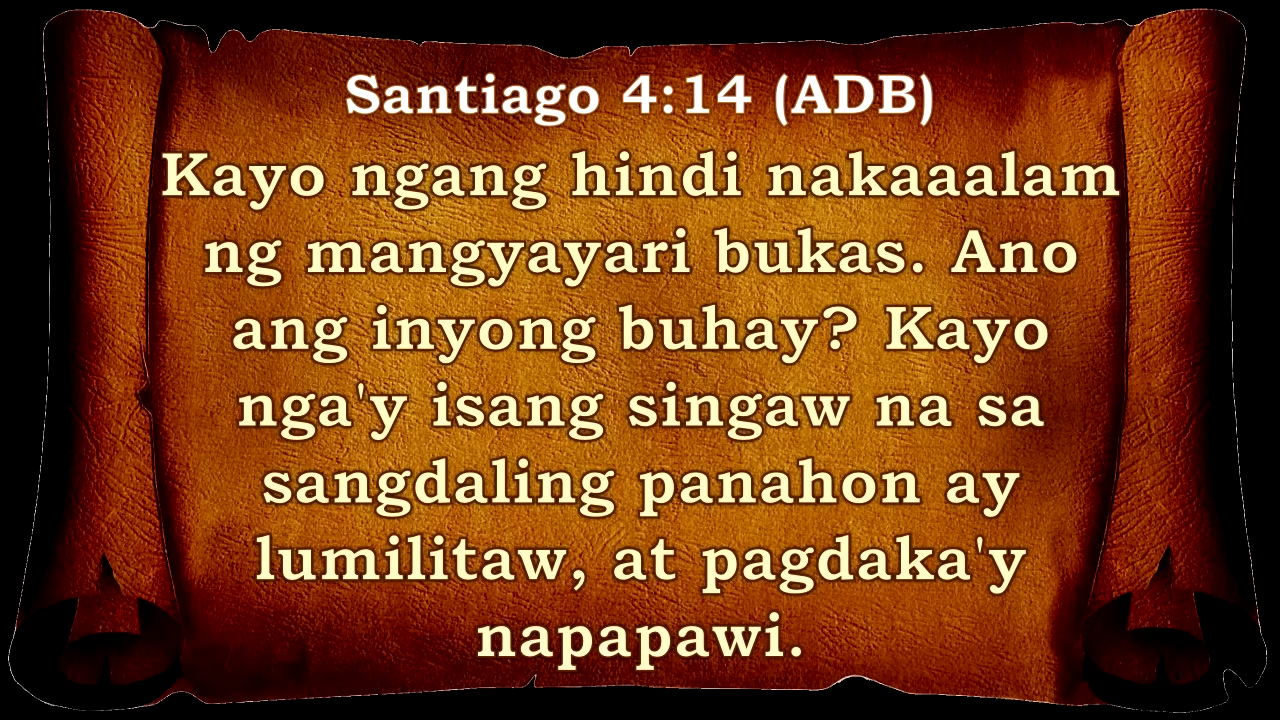 Santiago 4:14 (ADB)
Kayo ngang hindi nakaaalam
ng mangyayari bukas. Ano
ang inyong buhay? Kayo
nga'y isang singaw na sa
sangdaling panahon ay
lumilitaw, at pagdaka'y
napapawi.